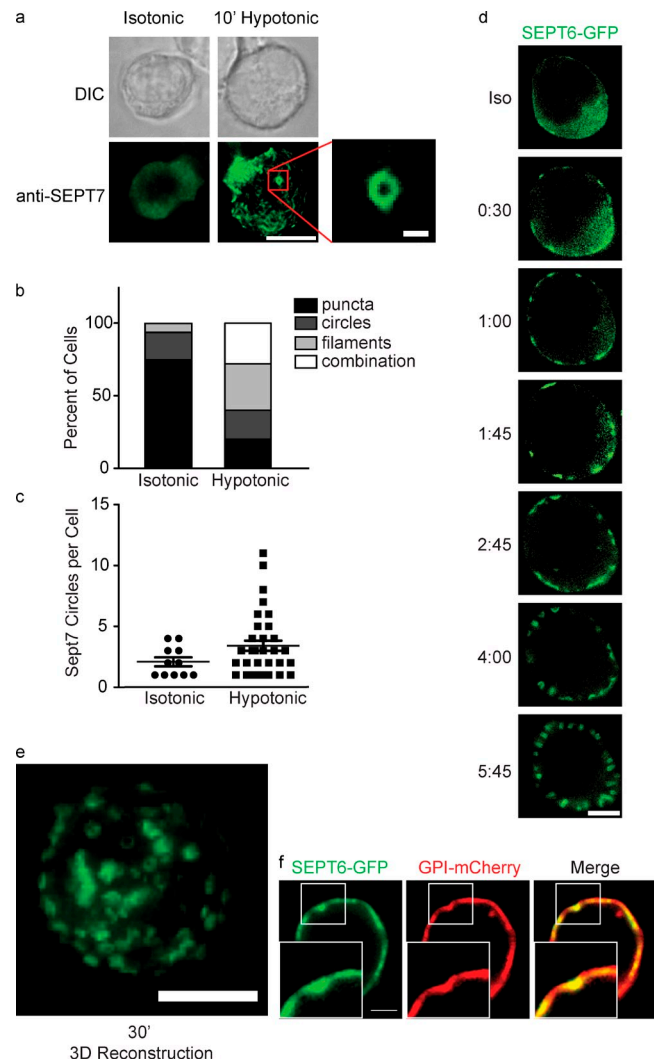 a
Isotonic 10’ Hypotonic
DIC
anti-SEPT7
b
100
50
0
Percent of Cells
puncta
circles
filaments
combination
Isotonic Hypotonic
c
15
10
5
0
Sept7 Circles per Cell
Isotonic Hypotonic
d
SEPT6-GFP
Iso
0:30
1:00
1:45
2:45
4:00
5:45
e
30’
3D Reconstruction
f
SEPT6-GFP GPI-mCherry Merge